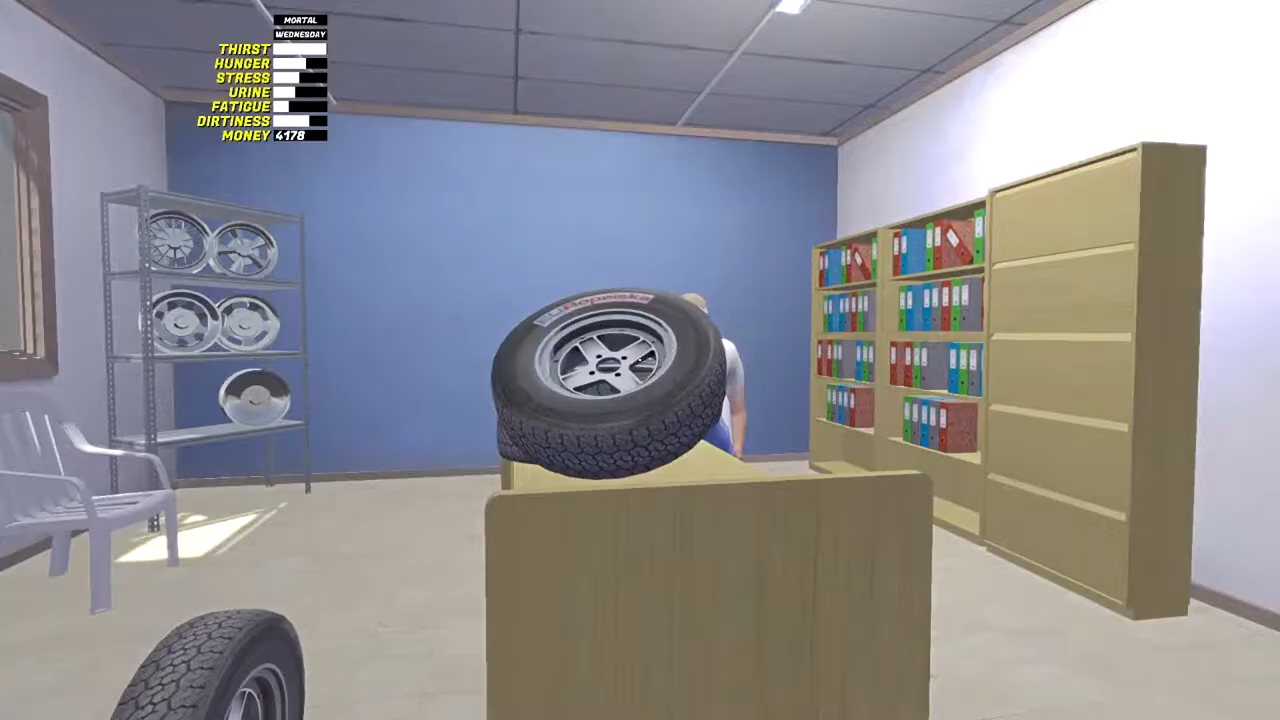 MORTAL
WEDNESDAY
THIRST
HUNGER
STRESS
URINE
FATIGUE
DIRTINESS
MONEY 4178